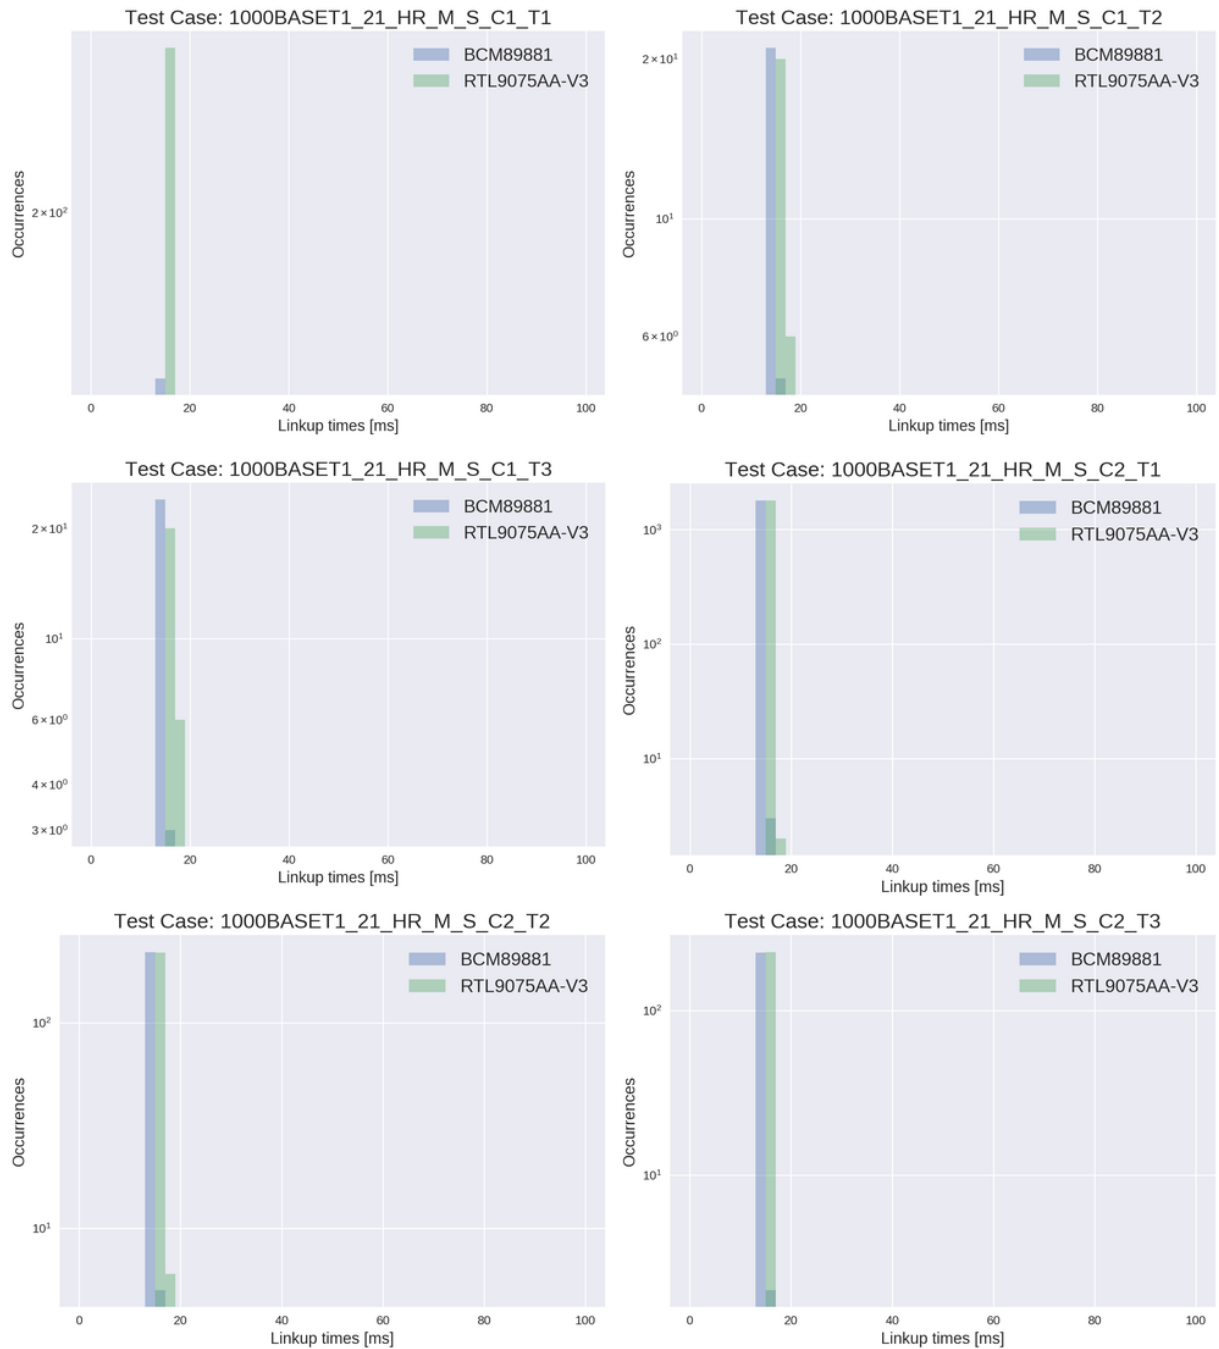 Test Case: 1000BASET1_21_HR_M_S_C1_T1
BCM89881
RTL9075AA-V3
Occurrences
2 × 10²
0 20 40 60 80 100
Linkup times [ms]
Test Case: 1000BASET1_21_HR_M_S_C1_T2
BCM89881
RTL9075AA-V3
Occurrences
2 × 10¹
10¹
6 × 10⁰
0 20 40 60 80 100
Linkup times [ms]
Test Case: 1000BASET1_21_HR_M_S_C1_T3
BCM89881
RTL9075AA-V3
Occurrences
2 × 10¹
10¹
6 × 10⁰
4 × 10⁰
3 × 10⁰
0 20 40 60 80 100
Linkup times [ms]
Test Case: 1000BASET1_21_HR_M_S_C2_T1
BCM89881
RTL9075AA-V3
Occurrences
10³
10²
10¹
0 20 40 60 80 100
Linkup times [ms]
Test Case: 1000BASET1_21_HR_M_S_C2_T2
BCM89881
RTL9075AA-V3
Occurrences
10²
10¹
0 20 40 60 80 100
Linkup times [ms]
Test Case: 1000BASET1_21_HR_M_S_C2_T3
BCM89881
RTL9075AA-V3
Occurrences
10²
10¹
0 20 40 60 80 100
Linkup times [ms]